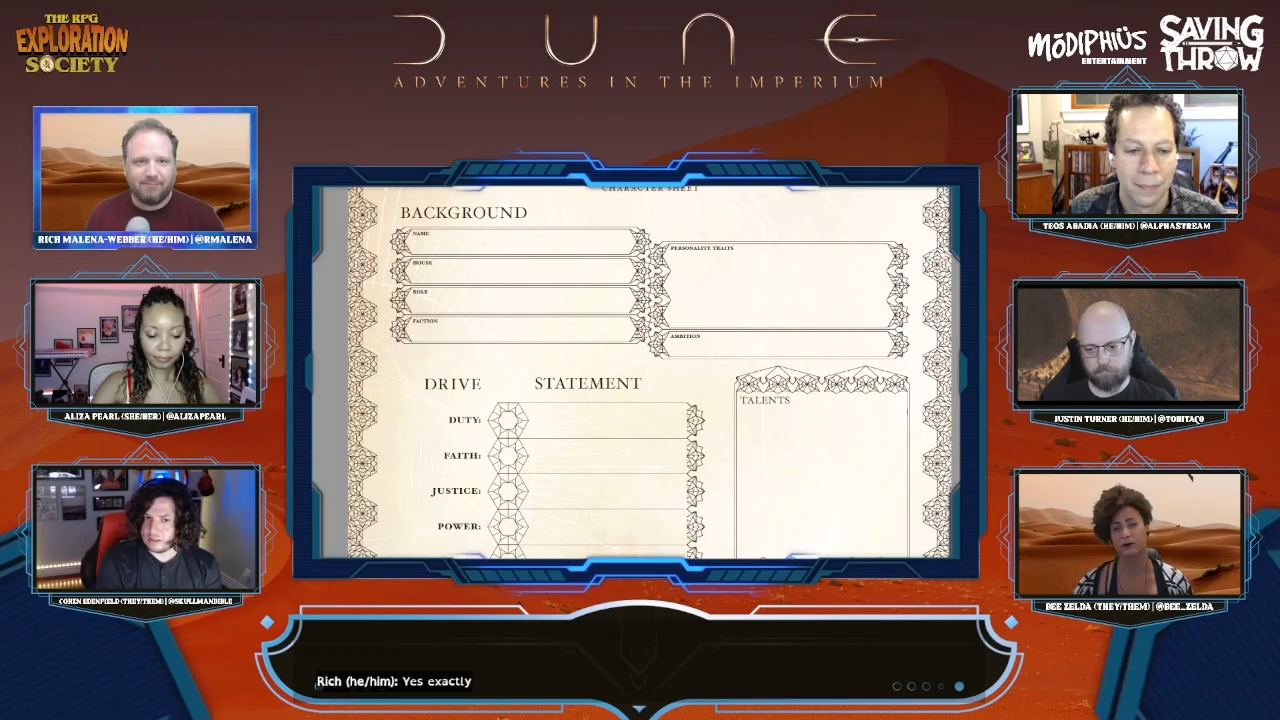 THE RPG
EXPLORATION
SOCIETY
DUNE
ADVENTURES IN THE IMPERIUM
MŌDIPHIÜS
ENTERTAINMENT
SAVING
THROW
RICH MALENA-WEBBER (HE/HIM) | @RMALENA
ALIZA PEARL (SHE/HER) | @ALIZAPEARL
COHEN EDENFIELD (THEY/THEM) | @SKULLMANDIBLE
CHARACTER SHEET
BACKGROUND
NAME
HOUSE
ROLE
FACTION
PERSONALITY TRAITS
AMBITION
DRIVE STATEMENT
DUTY:
FAITH:
JUSTICE:
POWER:
TALENTS
TEOS ABADIA (HE/HIM) | @ALPHASTREAM
JUSTIN TURNER (HE/HIM) | @TOHITACO
BEE ZELDA (THEY/THEM) | @BEE_ZELDA
Rich (he/him): Yes exactly